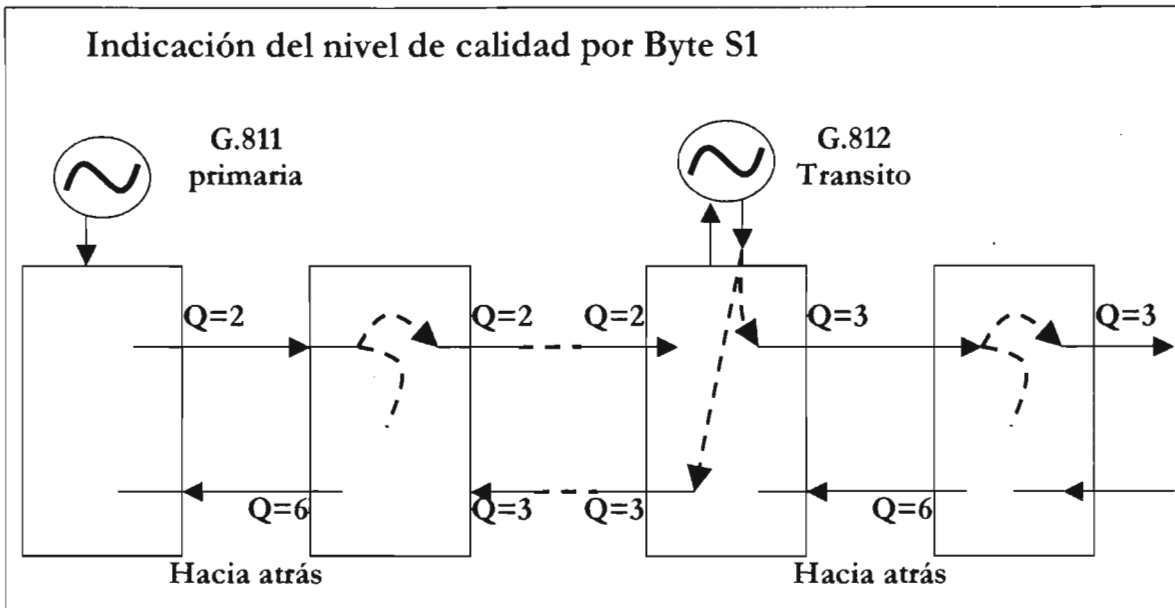 Indicación del nivel de calidad por Byte S1
G.811
primaria
G.812
Transito
Q=2
Q=2
Q=2
Q=3
Q=3
Q=6
Q=3
Q=3
Q=6
Hacia atrás
Hacia atrás